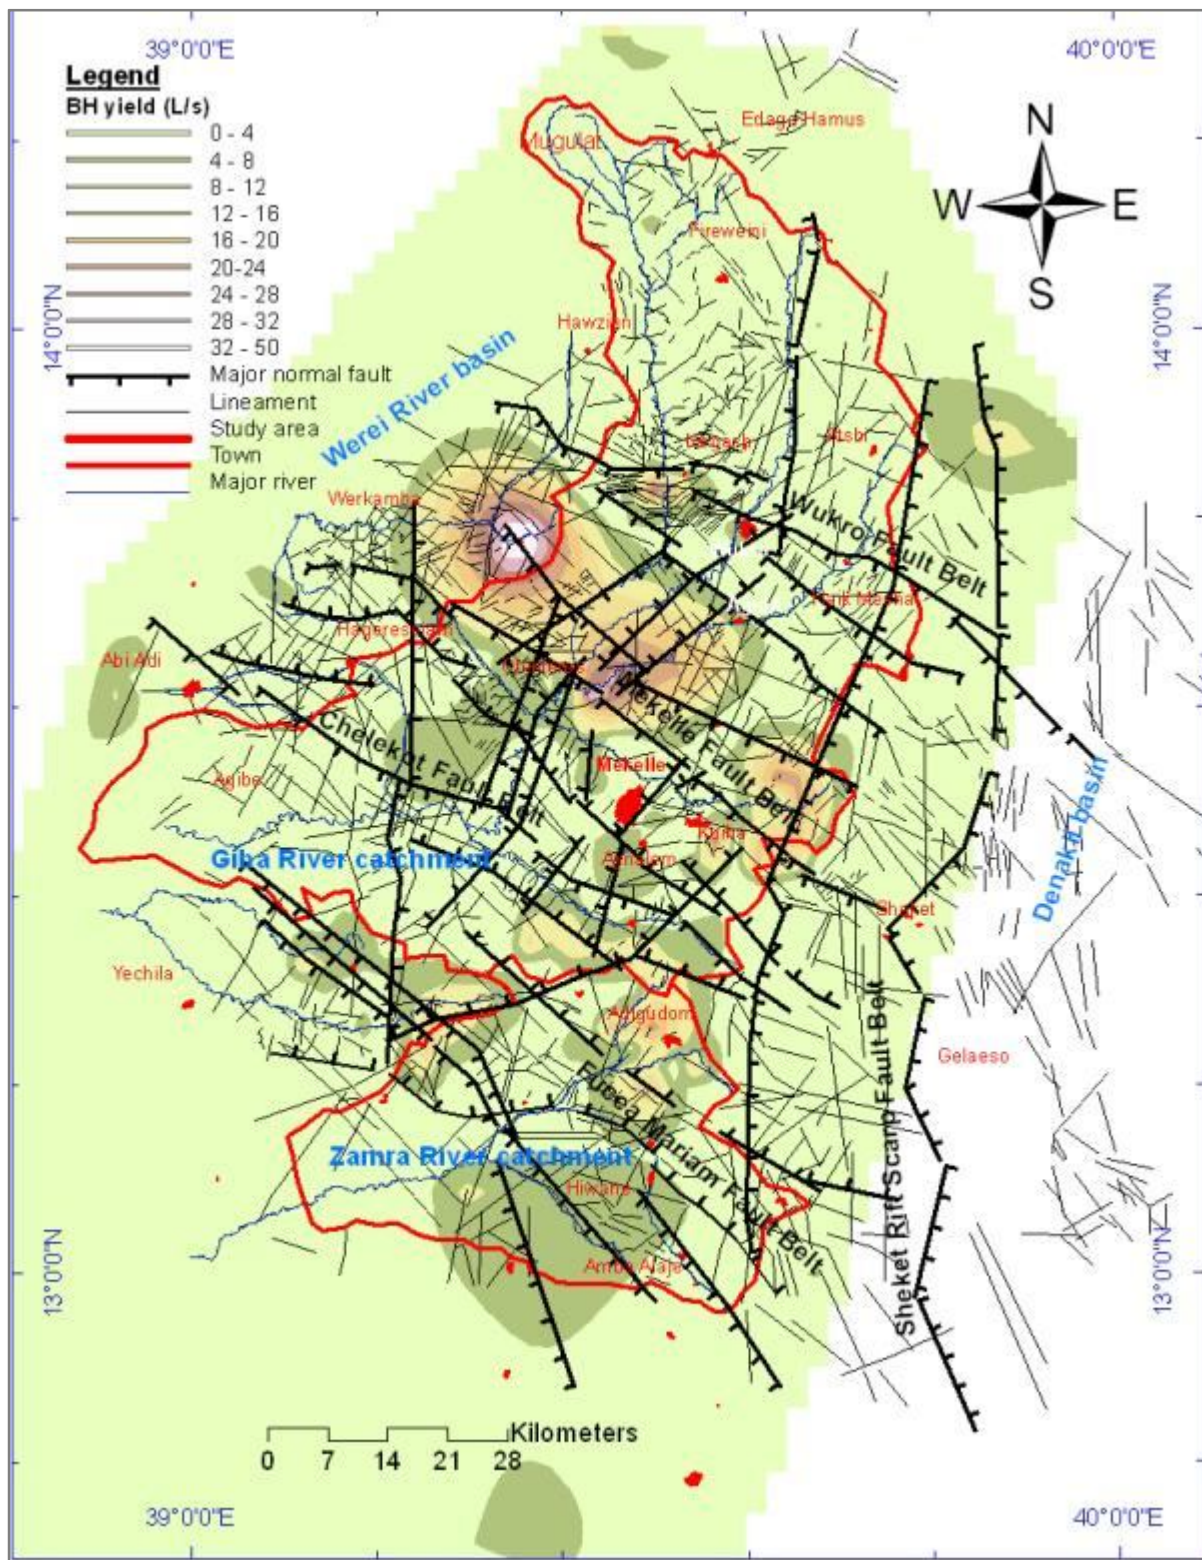 39°0'0"E
40°0'0"E
Legend
BH yield (L/s)
0 - 4
4 - 8
8 - 12
12 - 16
16 - 20
20-24
24 - 28
28 - 32
32 - 50
Major normal fault
Lineament
Study area
Town
Major river
N
W
E
S
Edaga Hamus
Mugulat
Fireweini
14°0'0"N
14°0'0"N
Hawzien
Werei River basin
Atsbi
Werkamba
Wukro Fault Belt
Abi Adi
Mekelle Fault Belt
Chelekot Fault Belt
Mekelle
Agibe
Kuiha
Denakil basin
Giba River catchment
Sheket
Yechila
Adigudom
Gelaeso
Fucea Mariam Fault Belt
Sheket Rift Scarp Fault Belt
Zamra River catchment
Hiwane
Amba Alaje
13°0'0"N
13°0'0"N
Kilometers
0 7 14 21 28
39°0'0"E
40°0'0"E